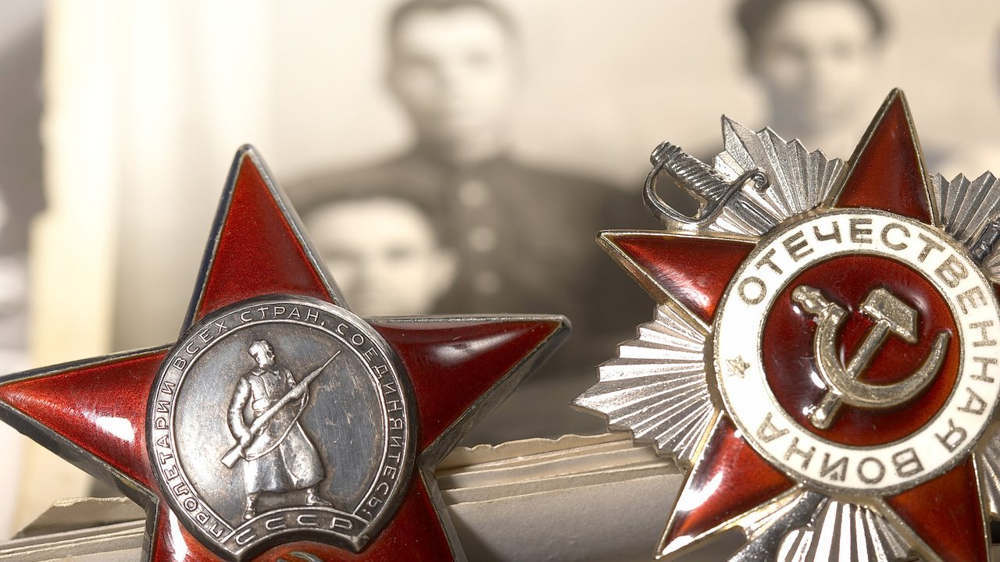 ПРОЛЕТАРИИ ВСЕХ СТРАН, СОЕДИНЯЙТЕСЬ!
СССР
ОТЕЧЕСТВЕННАЯ ВОЙНА